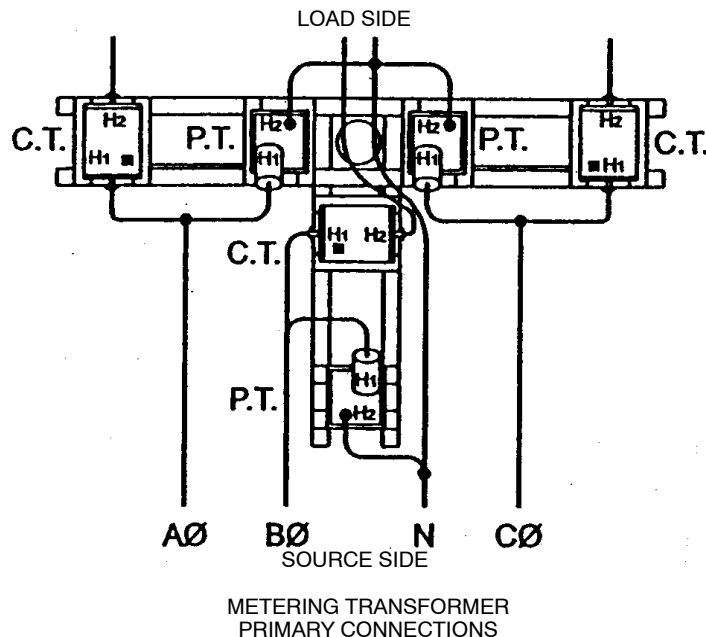 LOAD SIDE
H2 H2 H2 H2
C.T. P.T. P.T. C.T.
H1 H1 H1 H1
H1 H2
C.T.
H1
P.T.
H2
AØ BØ N CØ
SOURCE SIDE
METERING TRANSFORMER
PRIMARY CONNECTIONS